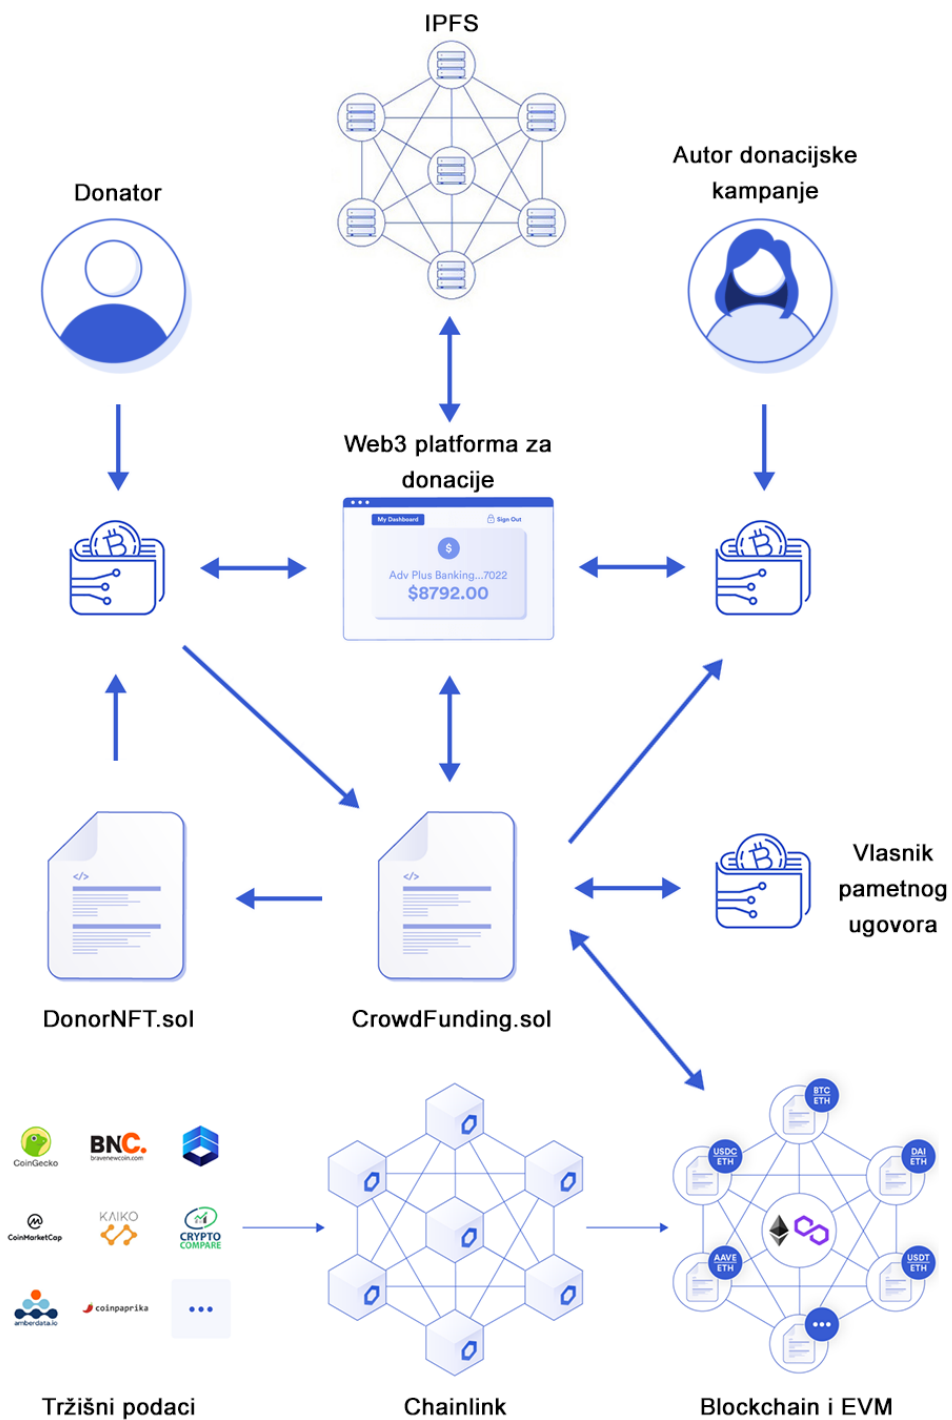 IPFS
Autor donacijske
kampanje
Donator
Web3 platforma za
donacije
My Dashboard
Sign Out
$
Adv Plus Banking...7022
$8792.00
</>
</>
Vlasnik
pametnog
ugovora
DonorNFT.sol
CrowdFunding.sol
CoinGecko
BNC.
bravenewcoin.com
CoinMarketCap
KAIKO
CRYPTO
COMPARE
amberdata.io
coinpaprika
...
BTC
ETH
USDC
ETH
DAI
ETH
AAVE
ETH
USDT
ETH
...
Tržišni podaci
Chainlink
Blockchain i EVM